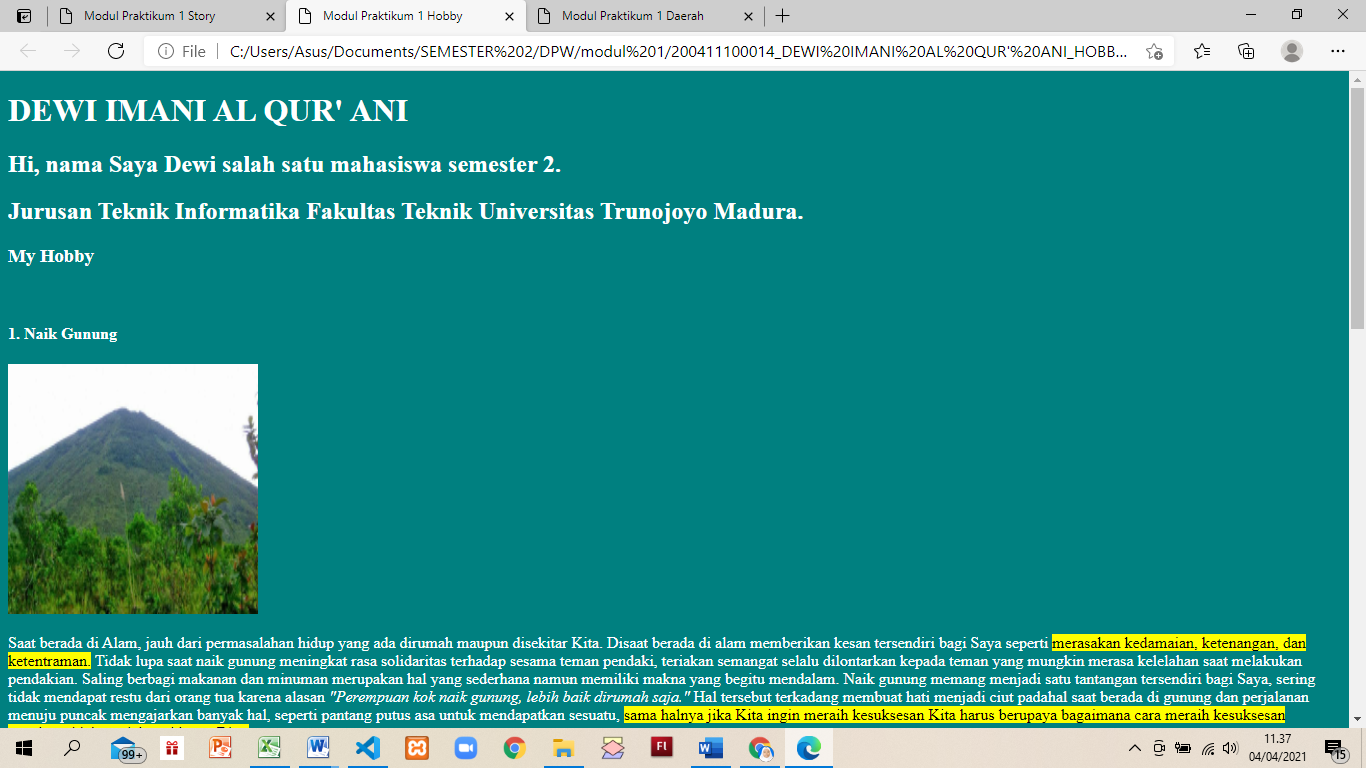 Modul Praktikum 1 Story
Modul Praktikum 1 Hobby
Modul Praktikum 1 Daerah
File
C:/Users/Asus/Documents/SEMESTER%202/DPW/modul%201/200411100014_DEWI%20IMANI%20AL%20QUR'%20ANI_HOBB...
DEWI IMANI AL QUR' ANI
Hi, nama Saya Dewi salah satu mahasiswa semester 2.
Jurusan Teknik Informatika Fakultas Teknik Universitas Trunojoyo Madura.
My Hobby
1. Naik Gunung
Saat berada di Alam, jauh dari permasalahan hidup yang ada dirumah maupun disekitar Kita. Disaat berada di alam memberikan kesan tersendiri bagi Saya seperti merasakan kedamaian, ketenangan, dan
ketentraman. Tidak lupa saat naik gunung meningkat rasa solidaritas terhadap sesama teman pendaki, teriakan semangat selalu dilontarkan kepada teman yang mungkin merasa kelelahan saat melakukan
pendakian. Saling berbagi makanan dan minuman merupakan hal yang sederhana namun memiliki makna yang begitu mendalam. Naik gunung memang menjadi satu tantangan tersendiri bagi Saya, sering
tidak mendapat restu dari orang tua karena alasan "Perempuan kok naik gunung, lebih baik dirumah saja." Hal tersebut terkadang membuat hati menjadi ciut padahal saat berada di gunung dan perjalanan
menuju puncak mengajarkan banyak hal, seperti pantang putus asa untuk mendapatkan sesuatu, sama halnya jika Kita ingin meraih kesuksesan Kita harus berupaya bagaimana cara meraih kesuksesan
99+
Fl
11.37
04/04/2021
15